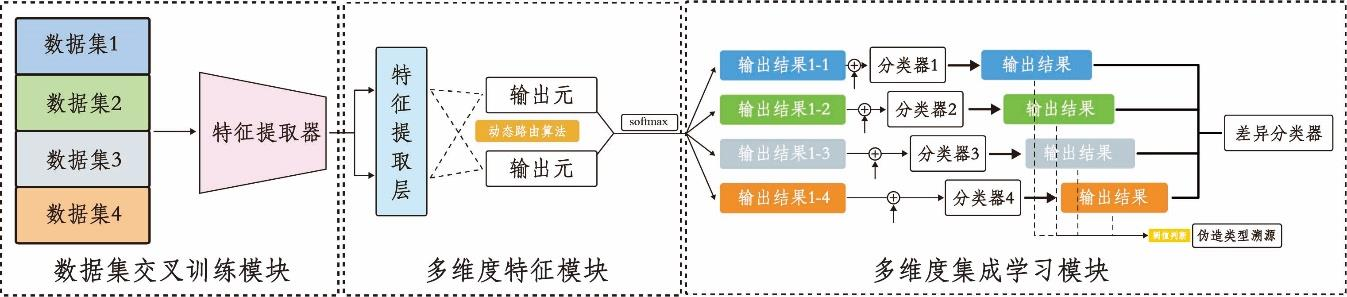 数据集1
数据集2
数据集3
数据集4
特征提取器
数据集交叉训练模块
特征提取层
输出元
动态路由算法
输出元
softmax
多维度特征模块
输出结果1-1
分类器1
输出结果
输出结果1-2
分类器2
输出结果
输出结果1-3
分类器3
输出结果
输出结果1-4
分类器4
输出结果
差异分类器
阈值判断
伪造类型溯源
多维度集成学习模块